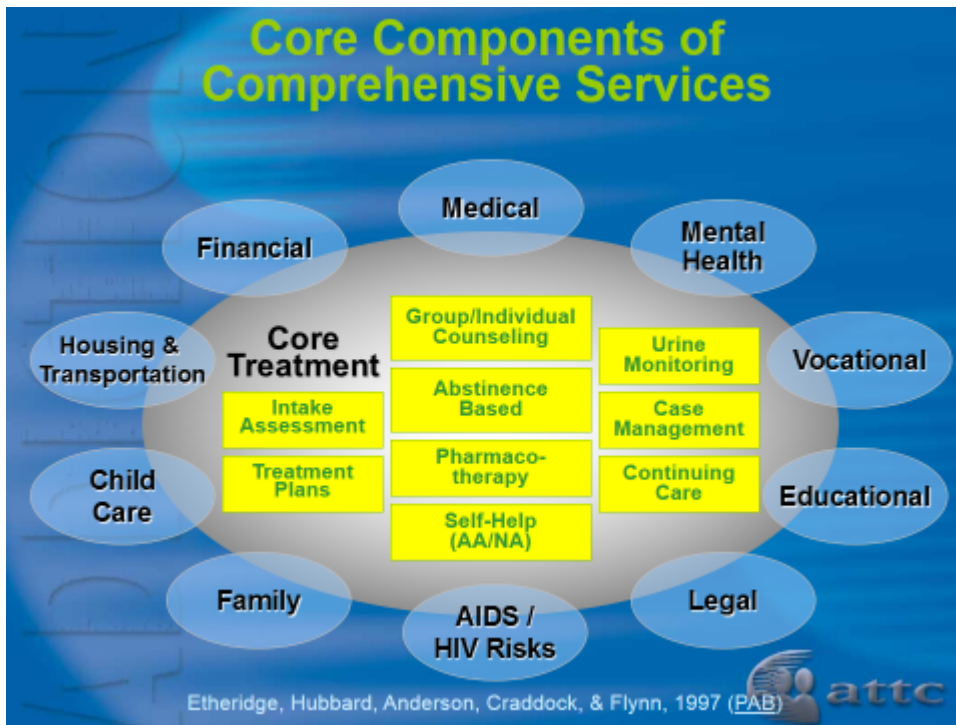 Core Components of
Comprehensive Services
Medical
Financial
Mental
Health
Housing &
Transportation
Vocational
Core
Treatment
Group/Individual
Counseling
Urine
Monitoring
Intake
Assessment
Abstinence
Based
Case
Management
Treatment
Plans
Pharmaco-
therapy
Continuing
Care
Self-Help
(AA/NA)
Child
Care
Educational
Family
AIDS /
HIV Risks
Legal
Etheridge, Hubbard, Anderson, Craddock, & Flynn, 1997 (PAB)
attc